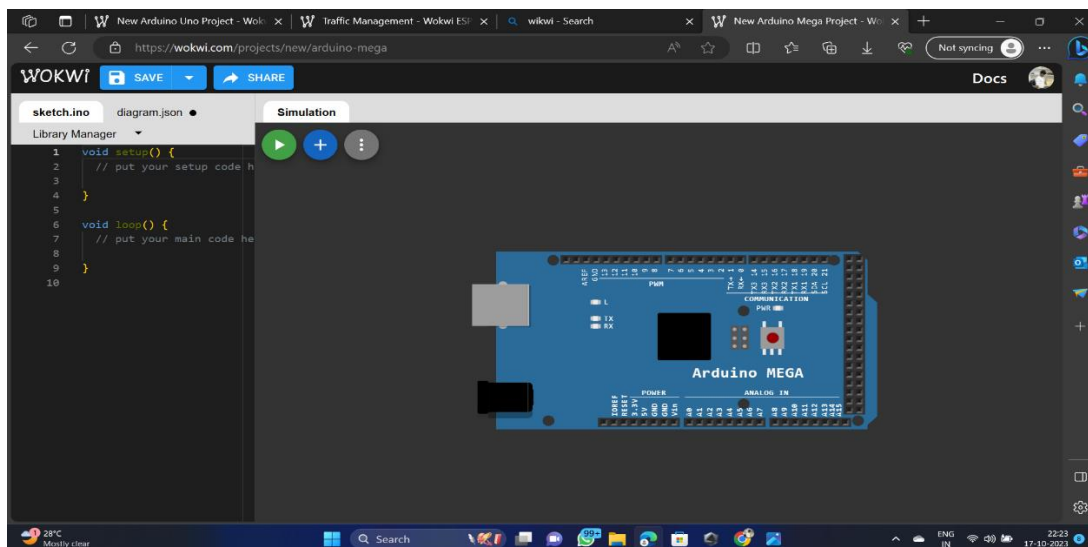 New Arduino Uno Project - Wok
Traffic Management - Wokwi ESP
wikwi - Search
New Arduino Mega Project - Wo
https://wokwi.com/projects/new/arduino-mega
Not syncing
WOKWI
SAVE
SHARE
Docs
sketch.ino
diagram.json
Simulation
Library Manager
1 void setup() {
2 // put your setup code h
3
4 }
5
6 void loop() {
7 // put your main code he
8
9 }
10
AREF GND 13 12 11 10 9 8 7 6 5 4 3 2 TX→1 RX←0 TX3 14 RX3 15 TX2 16 RX2 17 TX1 18 RX1 19 SDA 20 SCL 21
PWM
COMMUNICATION
L
PWR
TX
RX
Arduino MEGA
POWER
ANALOG IN
IOREF RESET 3.3V 5V GND GND Vin A0 A1 A2 A3 A4 A5 A6 A7 A8 A9 A10 A11 A12 A13 A14 A15
1
28°C
Mostly clear
Search
99+
ENG
IN
22:23
17-10-2023